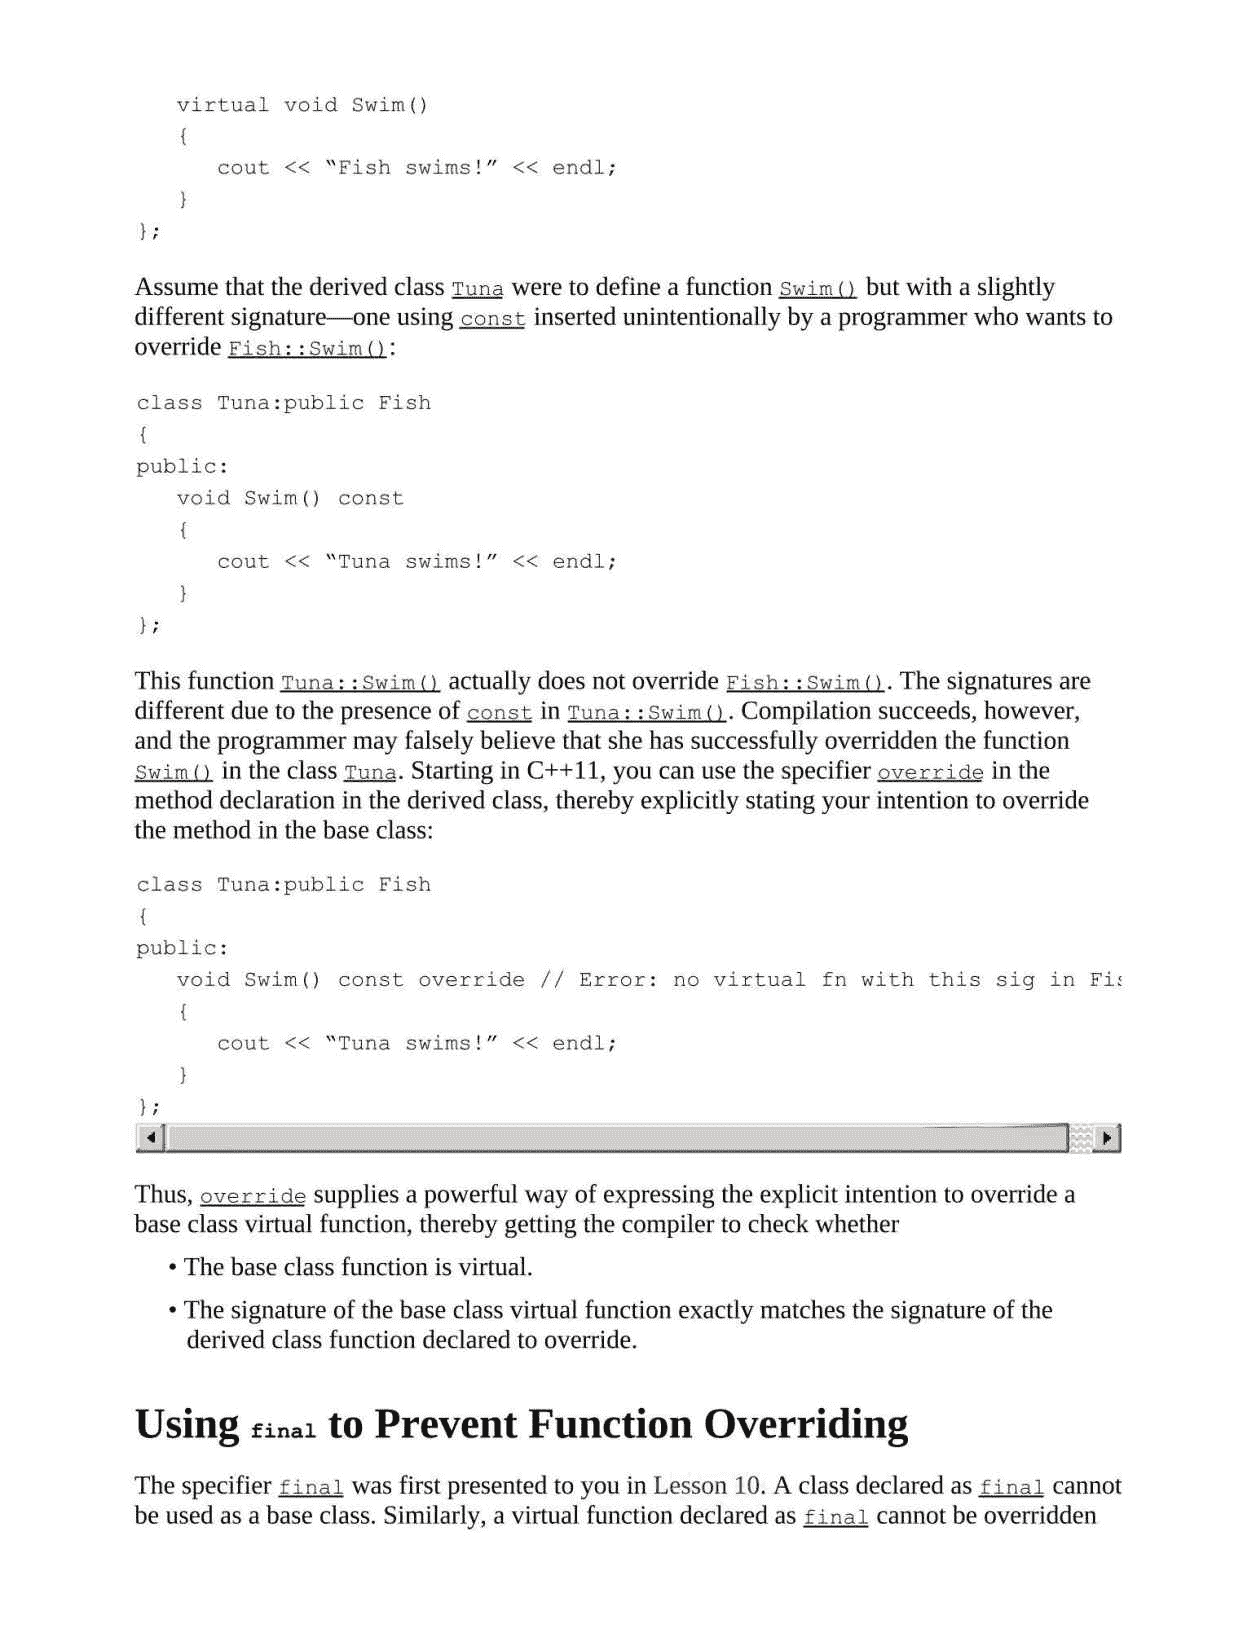 virtual void Swim()
{
cout << “Fish swims!” << endl;
}
};
Assume that the derived class Tuna were to define a function Swim() but with a slightly
different signature—one using const inserted unintentionally by a programmer who wants to
override Fish::Swim():
class Tuna:public Fish
{
public:
void Swim() const
{
cout << “Tuna swims!” << endl;
}
};
This function Tuna::Swim() actually does not override Fish::Swim(). The signatures are
different due to the presence of const in Tuna::Swim(). Compilation succeeds, however,
and the programmer may falsely believe that she has successfully overridden the function
Swim() in the class Tuna. Starting in C++11, you can use the specifier override in the
method declaration in the derived class, thereby explicitly stating your intention to override
the method in the base class:
class Tuna:public Fish
{
public:
void Swim() const override // Error: no virtual fn with this sig in Fis
{
cout << “Tuna swims!” << endl;
}
};
Thus, override supplies a powerful way of expressing the explicit intention to override a
base class virtual function, thereby getting the compiler to check whether
• The base class function is virtual.
• The signature of the base class virtual function exactly matches the signature of the
derived class function declared to override.
Using final to Prevent Function Overriding
The specifier final was first presented to you in Lesson 10. A class declared as final cannot
be used as a base class. Similarly, a virtual function declared as final cannot be overridden